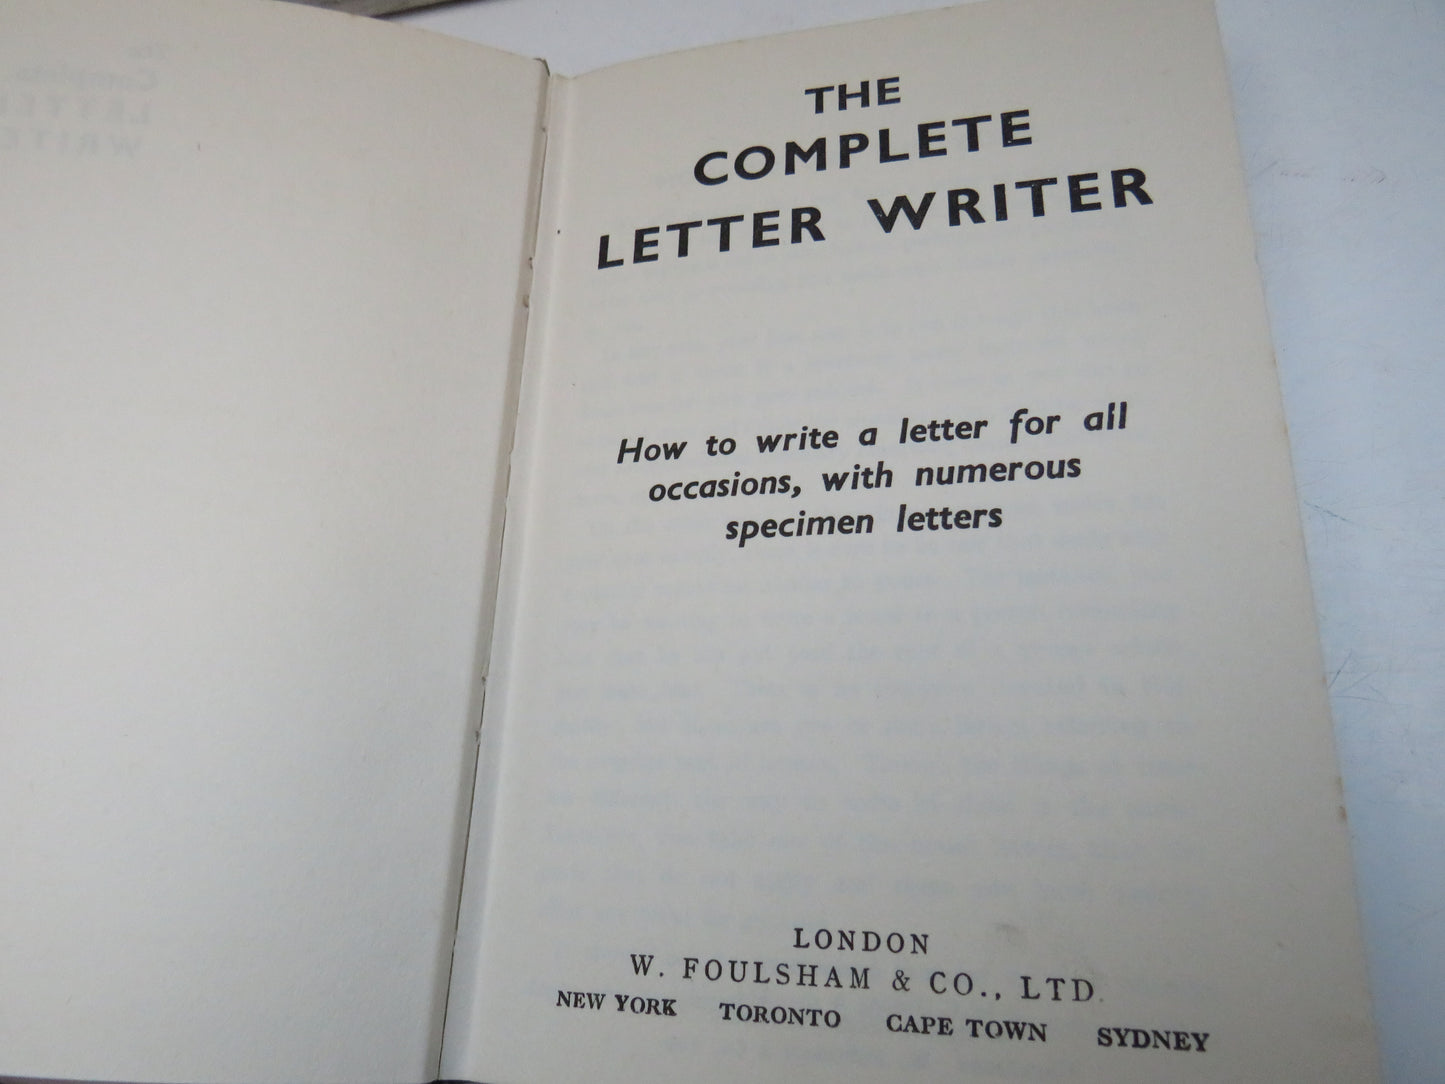 THE
COMPLETE
LETTER WRITER
How to write a letter for all
occasions, with numerous
specimen letters
LONDON
W. FOULSHAM & CO., LTD.
NEW YORK TORONTO CAPE TOWN SYDNEY